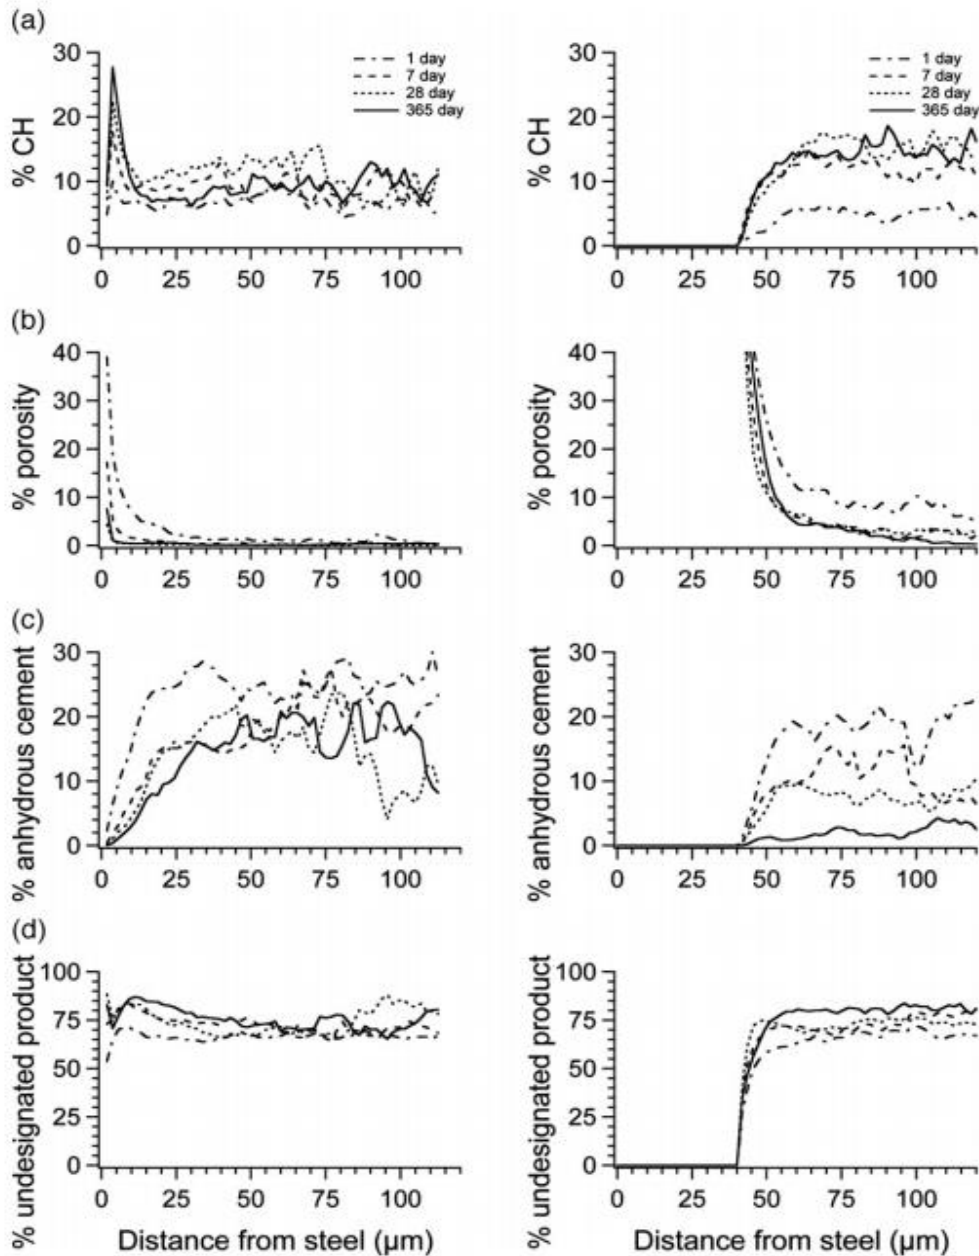 (a)
30
20
10
0
% CH
1 day
7 day
28 day
365 day
0 25 50 75 100
30
20
10
0
% CH
1 day
7 day
28 day
365 day
0 25 50 75 100
(b)
40
30
20
10
0
% porosity
0 25 50 75 100
40
30
20
10
0
% porosity
0 25 50 75 100
(c)
30
20
10
0
% anhydrous cement
0 25 50 75 100
30
20
10
0
% anhydrous cement
0 25 50 75 100
(d)
100
75
50
25
0
% undesignated product
0 25 50 75 100
Distance from steel (µm)
100
75
50
25
0
% undesignated product
0 25 50 75 100
Distance from steel (µm)